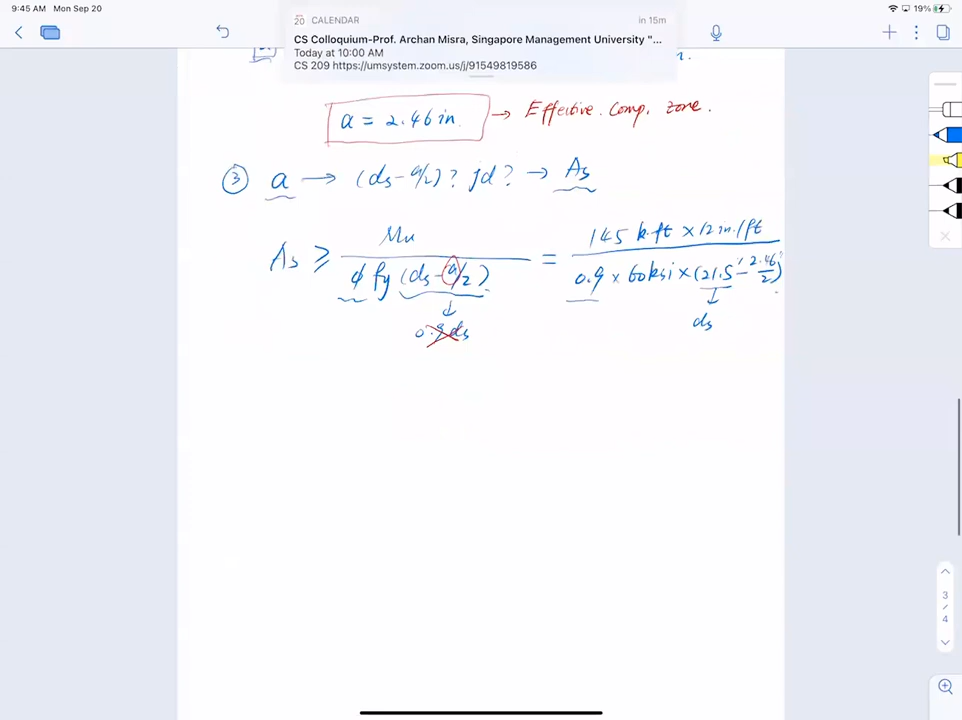 9:45 AM Mon Sep 20
19%
20 CALENDAR
in 15m
CS Colloquium-Prof. Archan Misra, Singapore Management University "...
Today at 10:00 AM
CS 209 https://umsystem.zoom.us/j/91549819586
a = 2.46 in. → Effective. Comp. zone.
③ a → (ds - a/2)? jd? → As
As ≥ Mu / ϕ fy (ds - a/2) = 145 k·ft × 12 in./ft / 0.9 × 60ksi × (21.5" - 2.46"/2)
↓ ↓
0.9 ds ds
3
/
4